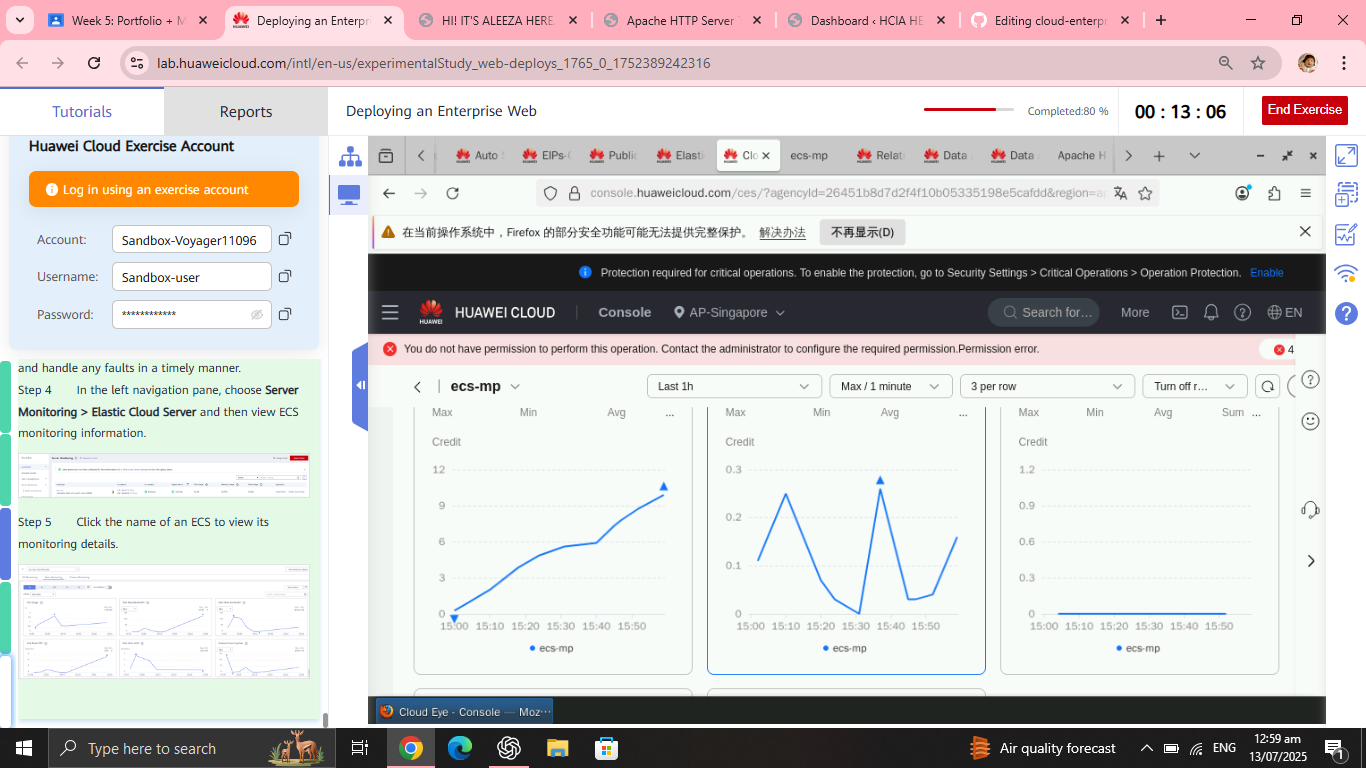 Week 5: Portfolio + M
Deploying an Enterpri
HI! IT'S ALEEZA HERE.
Apache HTTP Server
Dashboard ‹ HCIA HE
Editing cloud-enterpr
lab.huaweicloud.com/intl/en-us/experimentalStudy_web-deploys_1765_0_1752389242316
Tutorials
Reports
Deploying an Enterprise Web
Completed:80 %
00 : 13 : 06
End Exercise
Huawei Cloud Exercise Account
Log in using an exercise account
Account:
Sandbox-Voyager11096
Username:
Sandbox-user
Password:
************
and handle any faults in a timely manner.
Step 4 In the left navigation pane, choose Server
Monitoring > Elastic Cloud Server and then view ECS
monitoring information.
Step 5 Click the name of an ECS to view its
monitoring details.
Auto
EIPs-
Public
Elasti
Clo
ecs-mp
Relat
Data
Data
Apache H
console.huaweicloud.com/ces/?agencyId=26451b8d7d2f4f10b05335198e5cafdd&region=a
在当前操作系统中，Firefox 的部分安全功能可能无法提供完整保护。 解决办法 不再显示(D)
Protection required for critical operations. To enable the protection, go to Security Settings > Critical Operations > Operation Protection. Enable
HUAWEI
HUAWEI CLOUD
Console
AP-Singapore
Search for...
More
EN
You do not have permission to perform this operation. Contact the administrator to configure the required permission.Permission error.
4
ecs-mp
Last 1h
Max / 1 minute
3 per row
Turn off r...
Max Min Avg ...
Credit
12
9
6
3
0
15:00 15:10 15:20 15:30 15:40 15:50
ecs-mp
Max Min Avg ...
Credit
0.3
0.2
0.1
0
15:00 15:10 15:20 15:30 15:40 15:50
ecs-mp
Max Min Avg Sum ...
Credit
1.2
0.9
0.6
0.3
0
15:00 15:10 15:20 15:30 15:40 15:50
ecs-mp
Cloud Eye - Console — Moz···
Type here to search
Air quality forecast
ENG
12:59 am
13/07/2025
1